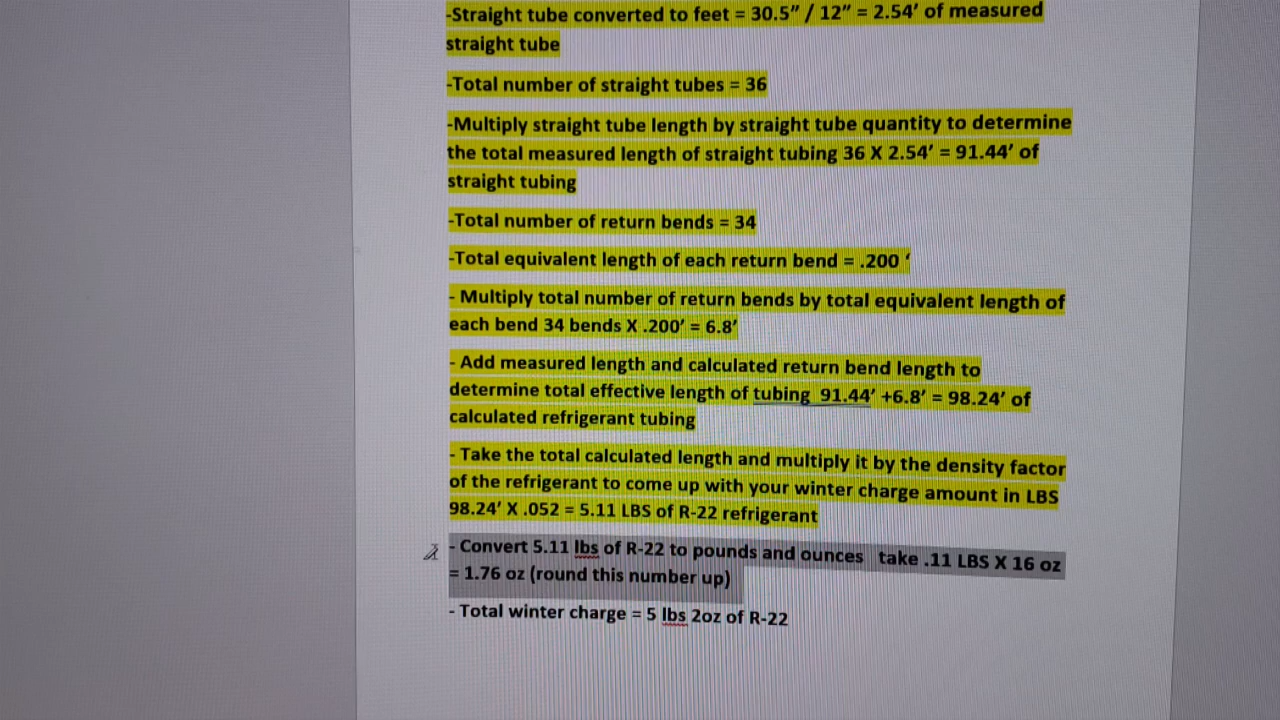 -Straight tube converted to feet = 30.5” / 12” = 2.54’ of measured
straight tube
-Total number of straight tubes = 36
-Multiply straight tube length by straight tube quantity to determine
the total measured length of straight tubing 36 X 2.54’ = 91.44’ of
straight tubing
-Total number of return bends = 34
-Total equivalent length of each return bend = .200 ‘
- Multiply total number of return bends by total equivalent length of
each bend 34 bends X .200’ = 6.8’
- Add measured length and calculated return bend length to
determine total effective length of tubing  91.44’ +6.8’ = 98.24’ of
calculated refrigerant tubing
- Take the total calculated length and multiply it by the density factor
of the refrigerant to come up with your winter charge amount in LBS
98.24’ X .052 = 5.11 LBS of R-22 refrigerant
- Convert 5.11 lbs of R-22 to pounds and ounces   take .11 LBS X 16 oz
= 1.76 oz (round this number up)
- Total winter charge = 5 lbs 2oz of R-22